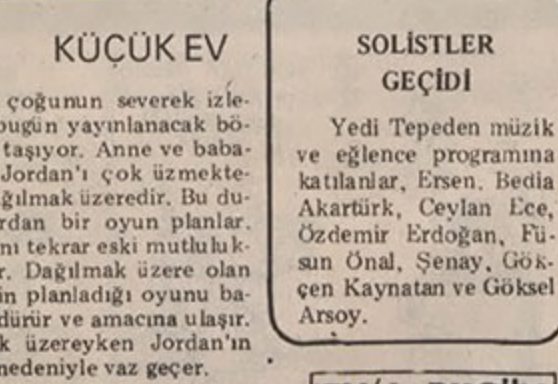 KÜÇÜK EV
çoğunun severek izle-
bugün yayınlanacak bö-
taşıyor. Anne ve baba-
Jordan'ı çok üzmekte-
ğılmak üzeredir. Bu du-
rdan bir oyun planlar.
nı tekrar eski mutluluk-
r. Dağılmak üzere olan
in planladığı oyunu ba-
dürür ve amacına ulaşır.
k üzereyken Jordan'ın
nedeniyle vaz geçer.
SOLİSTLER
GEÇİDİ
Yedi Tepeden müzik
ve eğlence programına
katılanlar, Ersen. Bedia
Akartürk, Ceylan Ece,
Özdemir Erdoğan, Fü-
sun Önal, Şenay, Gök-
çen Kaynatan ve Göksel
Arsoy.